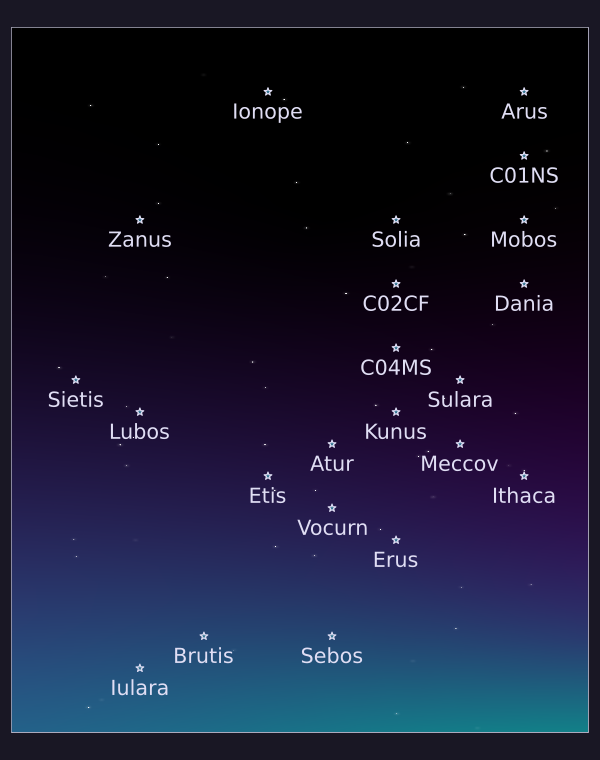 Ionope
Arus
C01NS
Zanus
Solia
Mobos
C02CF
Dania
C04MS
Sietis
Sulara
Lubos
Kunus
Atur
Meccov
Etis
Ithaca
Vocurn
Erus
Brutis
Sebos
Iulara